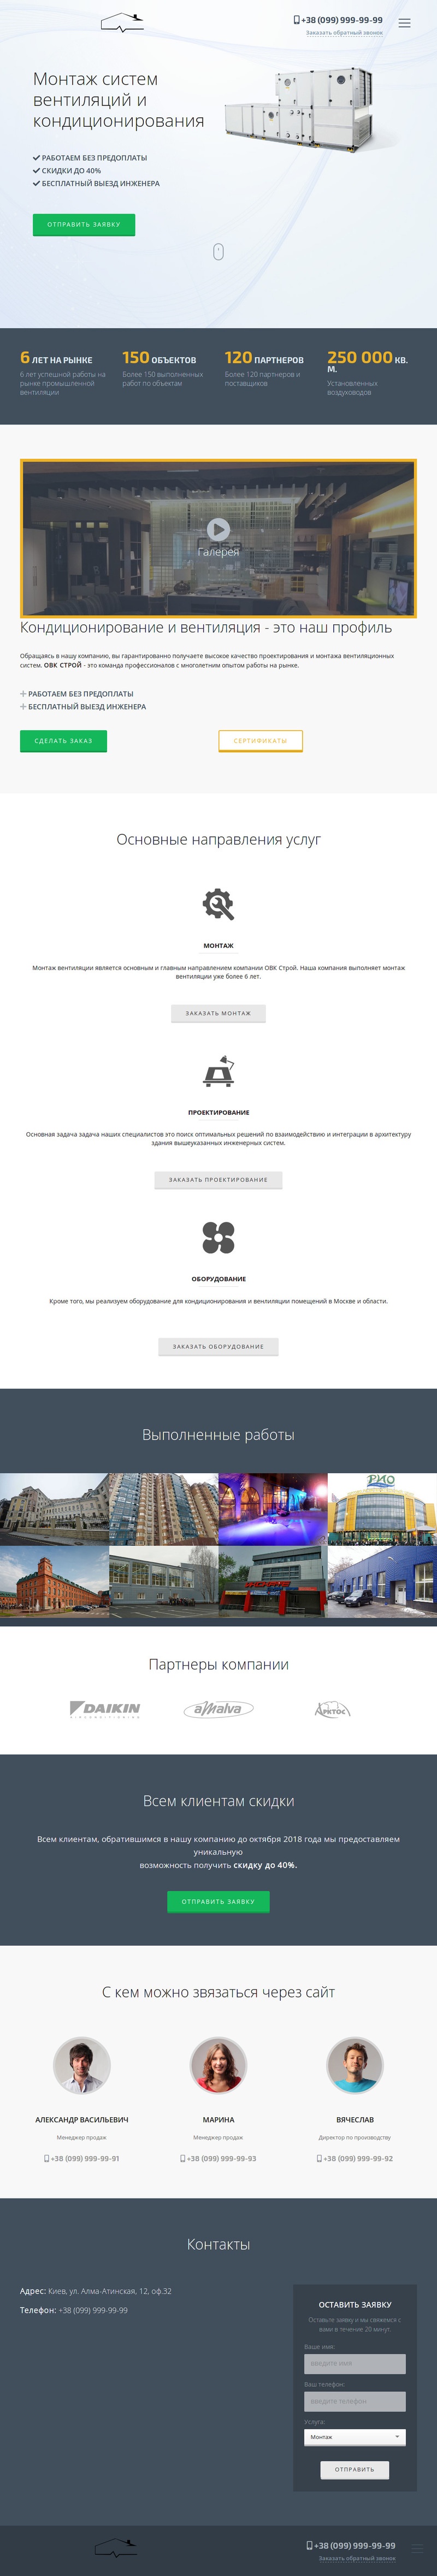 +38 (099) 999-99-99
Заказать обратный звонок
Монтаж систем
вентиляций и
кондиционирования
РАБОТАЕМ БЕЗ ПРЕДОПЛАТЫ
СКИДКИ ДО 40%
БЕСПЛАТНЫЙ ВЫЕЗД ИНЖЕНЕРА
ОТПРАВИТЬ ЗАЯВКУ
6 ЛЕТ НА РЫНКЕ
6 лет успешной работы на
рынке промышленной
вентиляции
150 ОБЪЕКТОВ
Более 150 выполненных
работ по объектам
120 ПАРТНЕРОВ
Более 120 партнеров и
поставщиков
250 000 КВ.
М.
Установленных
воздуховодов
Галерея
Кондиционирование и вентиляция - это наш профиль
Обращаясь в нашу компанию, вы гарантированно получаете высокое качество проектирования и монтажа вентиляционных
систем. ОВК СТРОЙ - это команда профессионалов с многолетним опытом работы на рынке.
РАБОТАЕМ БЕЗ ПРЕДОПЛАТЫ
БЕСПЛАТНЫЙ ВЫЕЗД ИНЖЕНЕРА
СДЕЛАТЬ ЗАКАЗ
СЕРТИФИКАТЫ
Основные направления услуг
МОНТАЖ
Монтаж вентиляции является основным и главным направлением компании ОВК Строй. Наша компания выполняет монтаж
вентиляции уже более 6 лет.
ЗАКАЗАТЬ МОНТАЖ
ПРОЕКТИРОВАНИЕ
Основная задача задача наших специалистов это поиск оптимальных решений по взаимодействию и интеграции в архитектуру
здания вышеуказанных инженерных систем.
ЗАКАЗАТЬ ПРОЕКТИРОВАНИЕ
ОБОРУДОВАНИЕ
Кроме того, мы реализуем оборудование для кондиционирования и венлиляции помещений в Москве и области.
ЗАКАЗАТЬ ОБОРУДОВАНИЕ
Выполненные работы
РИО
Партнеры компании
DAIKIN
AIRCONDITIONING
amalva
Арктос
Всем клиентам скидки
Всем клиентам, обратившимся в нашу компанию до октября 2018 года мы предоставляем
уникальную
возможность получить скидку до 40%.
ОТПРАВИТЬ ЗАЯВКУ
С кем можно звязаться через сайт
АЛЕКСАНДР ВАСИЛЬЕВИЧ
Менеджер продаж
+38 (099) 999-99-91
МАРИНА
Менеджер продаж
+38 (099) 999-99-93
ВЯЧЕСЛАВ
Директор по производству
+38 (099) 999-99-92
Контакты
Адрес: Киев, ул. Алма-Атинская, 12, оф.32
Телефон: +38 (099) 999-99-99
ОСТАВИТЬ ЗАЯВКУ
Оставьте заявку и мы свяжемся с
вами в течение 20 минут.
Ваше имя:
введите имя
Ваш телефон:
введите телефон
Услуга:
Монтаж
ОТПРАВИТЬ
+38 (099) 999-99-99
Заказать обратный звонок